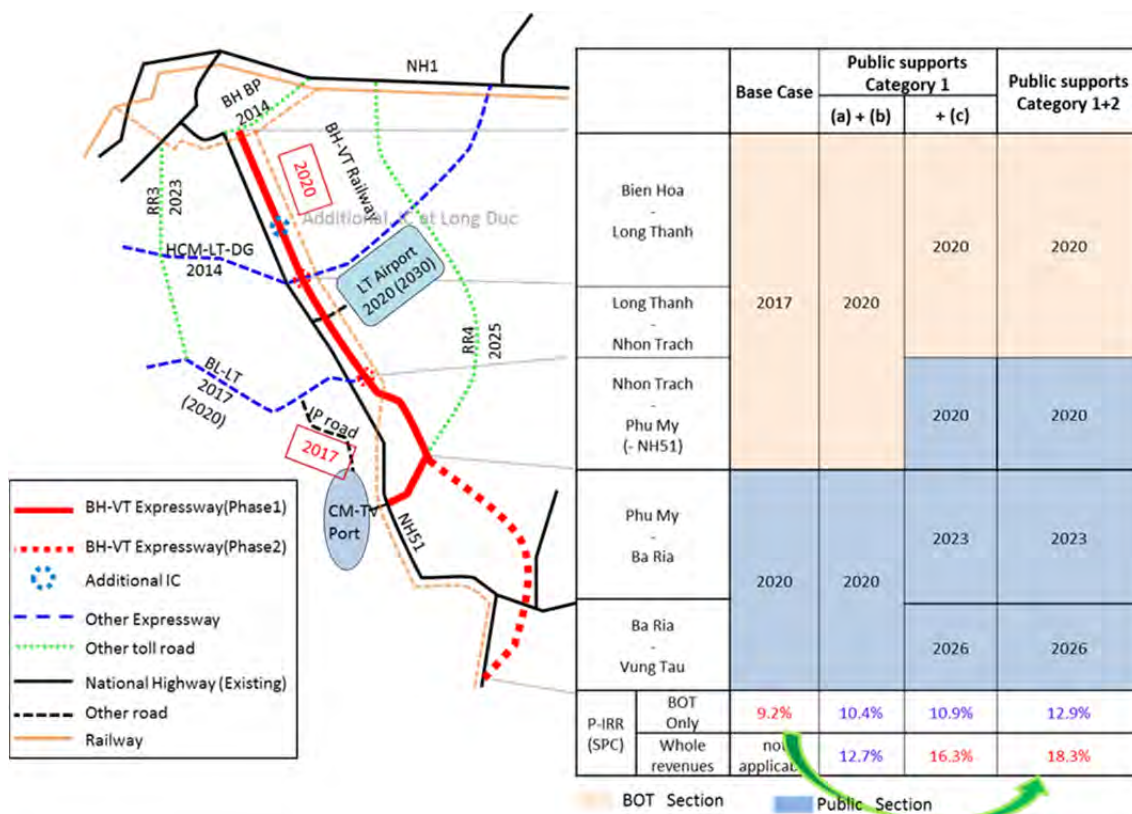 NH1
BH BP
2014
BH-VT Railway
2020
Additional IC at Long Duc
RR3
2023
HCM-LT-DG
2014
LT Airport
2020 (2030)
RR4
2025
BL-LT
2017
(2020)
IP road
2017
CM-TV
Port
NH51
BH-VT Expressway(Phase1)
BH-VT Expressway(Phase2)
Additional IC
Other Expressway
Other toll road
National Highway (Existing)
Other road
Railway
Base Case
Public supports
Category 1
Public supports
Category 1+2
(a) + (b)
+ (c)
Bien Hoa
-
Long Thanh
2020
2020
Long Thanh
-
Nhon Trach
2017
2020
Nhon Trach
-
Phu My
(- NH51)
2020
2020
Phu My
-
Ba Ria
2023
2023
2020
2020
Ba Ria
-
Vung Tau
2026
2026
P-IRR
(SPC)
BOT
Only
9.2%
10.4%
10.9%
12.9%
Whole
revenues
not
applicable
12.7%
16.3%
18.3%
BOT Section
Public Section